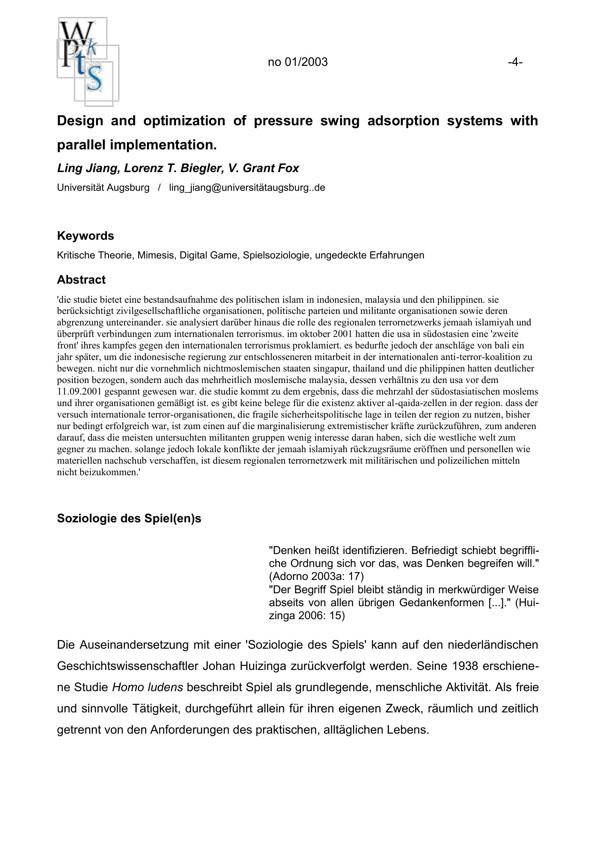 W
Pk
ts
no 01/2003 -4-
Design and optimization of pressure swing adsorption systems with
parallel implementation.
Ling Jiang, Lorenz T. Biegler, V. Grant Fox
Universität Augsburg / ling_jiang@universitätaugsburg..de
Keywords
Kritische Theorie, Mimesis, Digital Game, Spielsoziologie, ungedeckte Erfahrungen
Abstract
'die studie bietet eine bestandsaufnahme des politischen islam in indonesien, malaysia und den philippinen. sie
berücksichtigt zivilgesellschaftliche organisationen, politische parteien und militante organisationen sowie deren
abgrenzung untereinander. sie analysiert darüber hinaus die rolle des regionalen terrornetzwerks jemaah islamiyah und
überprüft verbindungen zum internationalen terrorismus. im oktober 2001 hatten die usa in südostasien eine 'zweite
front' ihres kampfes gegen den internationalen terrorismus proklamiert. es bedurfte jedoch der anschläge von bali ein
jahr später, um die indonesische regierung zur entschlosseneren mitarbeit in der internationalen anti-terror-koalition zu
bewegen. nicht nur die vornehmlich nichtmoslemischen staaten singapur, thailand und die philippinen hatten deutlicher
position bezogen, sondern auch das mehrheitlich moslemische malaysia, dessen verhältnis zu den usa vor dem
11.09.2001 gespannt gewesen war. die studie kommt zu dem ergebnis, dass die mehrzahl der südostasiatischen moslems
und ihrer organisationen gemäßigt ist. es gibt keine belege für die existenz aktiver al-qaida-zellen in der region. dass der
versuch internationale terror-organisationen, die fragile sicherheitspolitische lage in teilen der region zu nutzen, bisher
nur bedingt erfolgreich war, ist zum einen auf die marginalisierung extremistischer kräfte zurückzuführen, zum anderen
darauf, dass die meisten untersuchten militanten gruppen wenig interesse daran haben, sich die westliche welt zum
gegner zu machen. solange jedoch lokale konflikte der jemaah islamiyah rückzugsräume eröffnen und personellen wie
materiellen nachschub verschaffen, ist diesem regionalen terrornetzwerk mit militärischen und polizeilichen mitteln
nicht beizukommen.'
Soziologie des Spiel(en)s
"Denken heißt identifizieren. Befriedigt schiebt begriffli-
che Ordnung sich vor das, was Denken begreifen will."
(Adorno 2003a: 17)
"Der Begriff Spiel bleibt ständig in merkwürdiger Weise
abseits von allen übrigen Gedankenformen [...]." (Hui-
zinga 2006: 15)
Die Auseinandersetzung mit einer 'Soziologie des Spiels' kann auf den niederländischen
Geschichtswissenschaftler Johan Huizinga zurückverfolgt werden. Seine 1938 erschiene-
ne Studie Homo ludens beschreibt Spiel als grundlegende, menschliche Aktivität. Als freie
und sinnvolle Tätigkeit, durchgeführt allein für ihren eigenen Zweck, räumlich und zeitlich
getrennt von den Anforderungen des praktischen, alltäglichen Lebens.